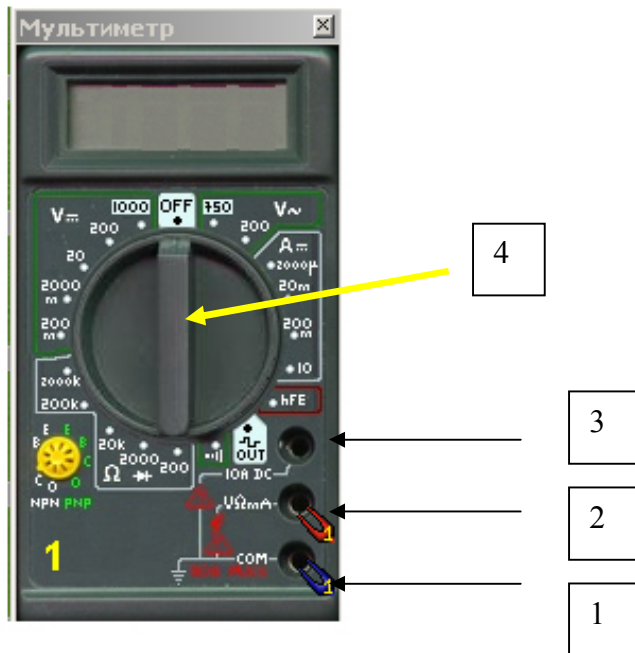 Мультиметр
V⎓ 1000 OFF 750 V~
200 200
A⎓
20 2000µ
2000 m 20m
200 m 200 m
2000k 10
200k hFE
20k 2000 200 OUT
Ω
E E
B B
C C
O O
NPN PNP
10A DC
VΩmA
COM
1
1
1
4
3
2
1